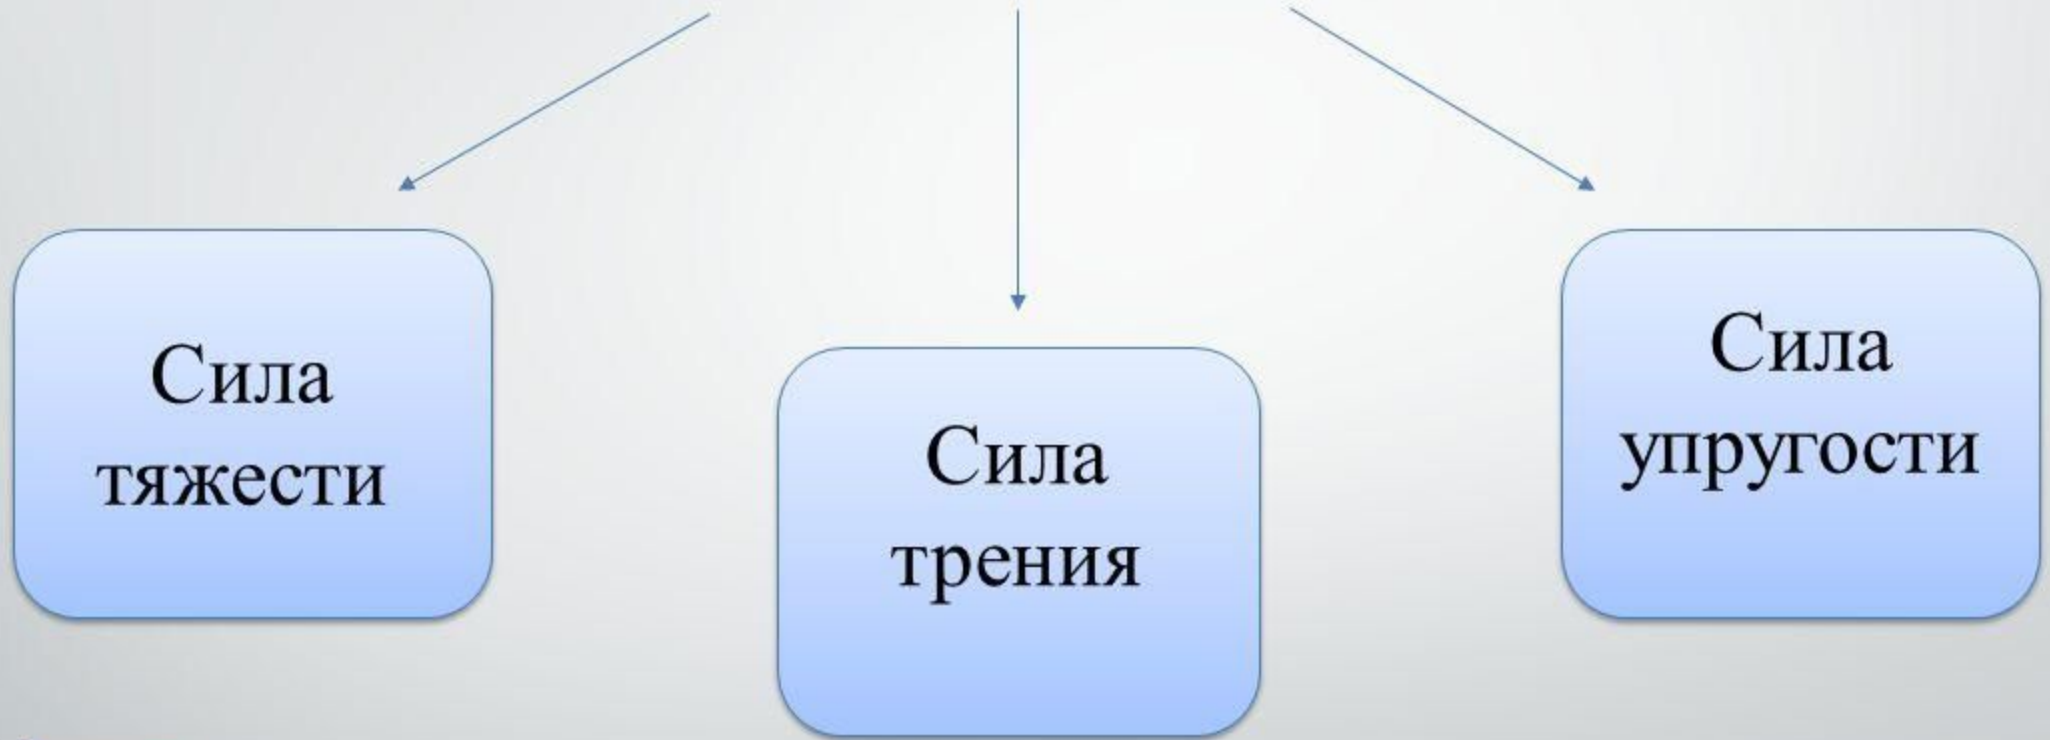 Сила
тяжести
Сила
трения
Сила
упругости